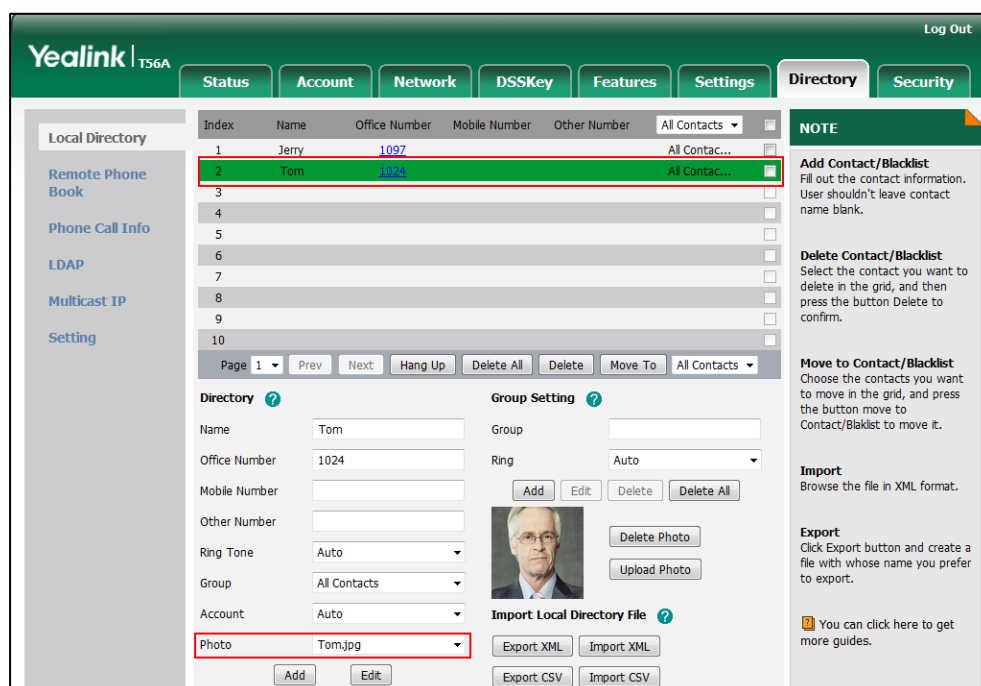 Log Out
Yealink T56A
Status Account Network DSSKey Features Settings Directory Security
Local Directory
Remote Phone
Book
Phone Call Info
LDAP
Multicast IP
Setting
Index Name Office Number Mobile Number Other Number All Contacts
1 Jerry 1097 All Contac...
2 Tom 1024 All Contac...
3
4
5
6
7
8
9
10
Page 1 Prev Next Hang Up Delete All Delete Move To All Contacts
Directory ?
Name Tom
Office Number 1024
Mobile Number
Other Number
Ring Tone Auto
Group All Contacts
Account Auto
Photo Tom.jpg
Add Edit
Group Setting ?
Group
Ring Auto
Add Edit Delete Delete All
Delete Photo
Upload Photo
Import Local Directory File ?
Export XML Import XML
Export CSV Import CSV
NOTE
Add Contact/Blacklist
Fill out the contact information.
User shouldn't leave contact
name blank.
Delete Contact/Blacklist
Select the contact you want to
delete in the grid, and then
press the button Delete to
confirm.
Move to Contact/Blacklist
Choose the contacts you want
to move in the grid, and press
the button move to
Contact/Blaklist to move it.
Import
Browse the file in XML format.
Export
Click Export button and create a
file with whose name you prefer
to export.
? You can click here to get
more guides.